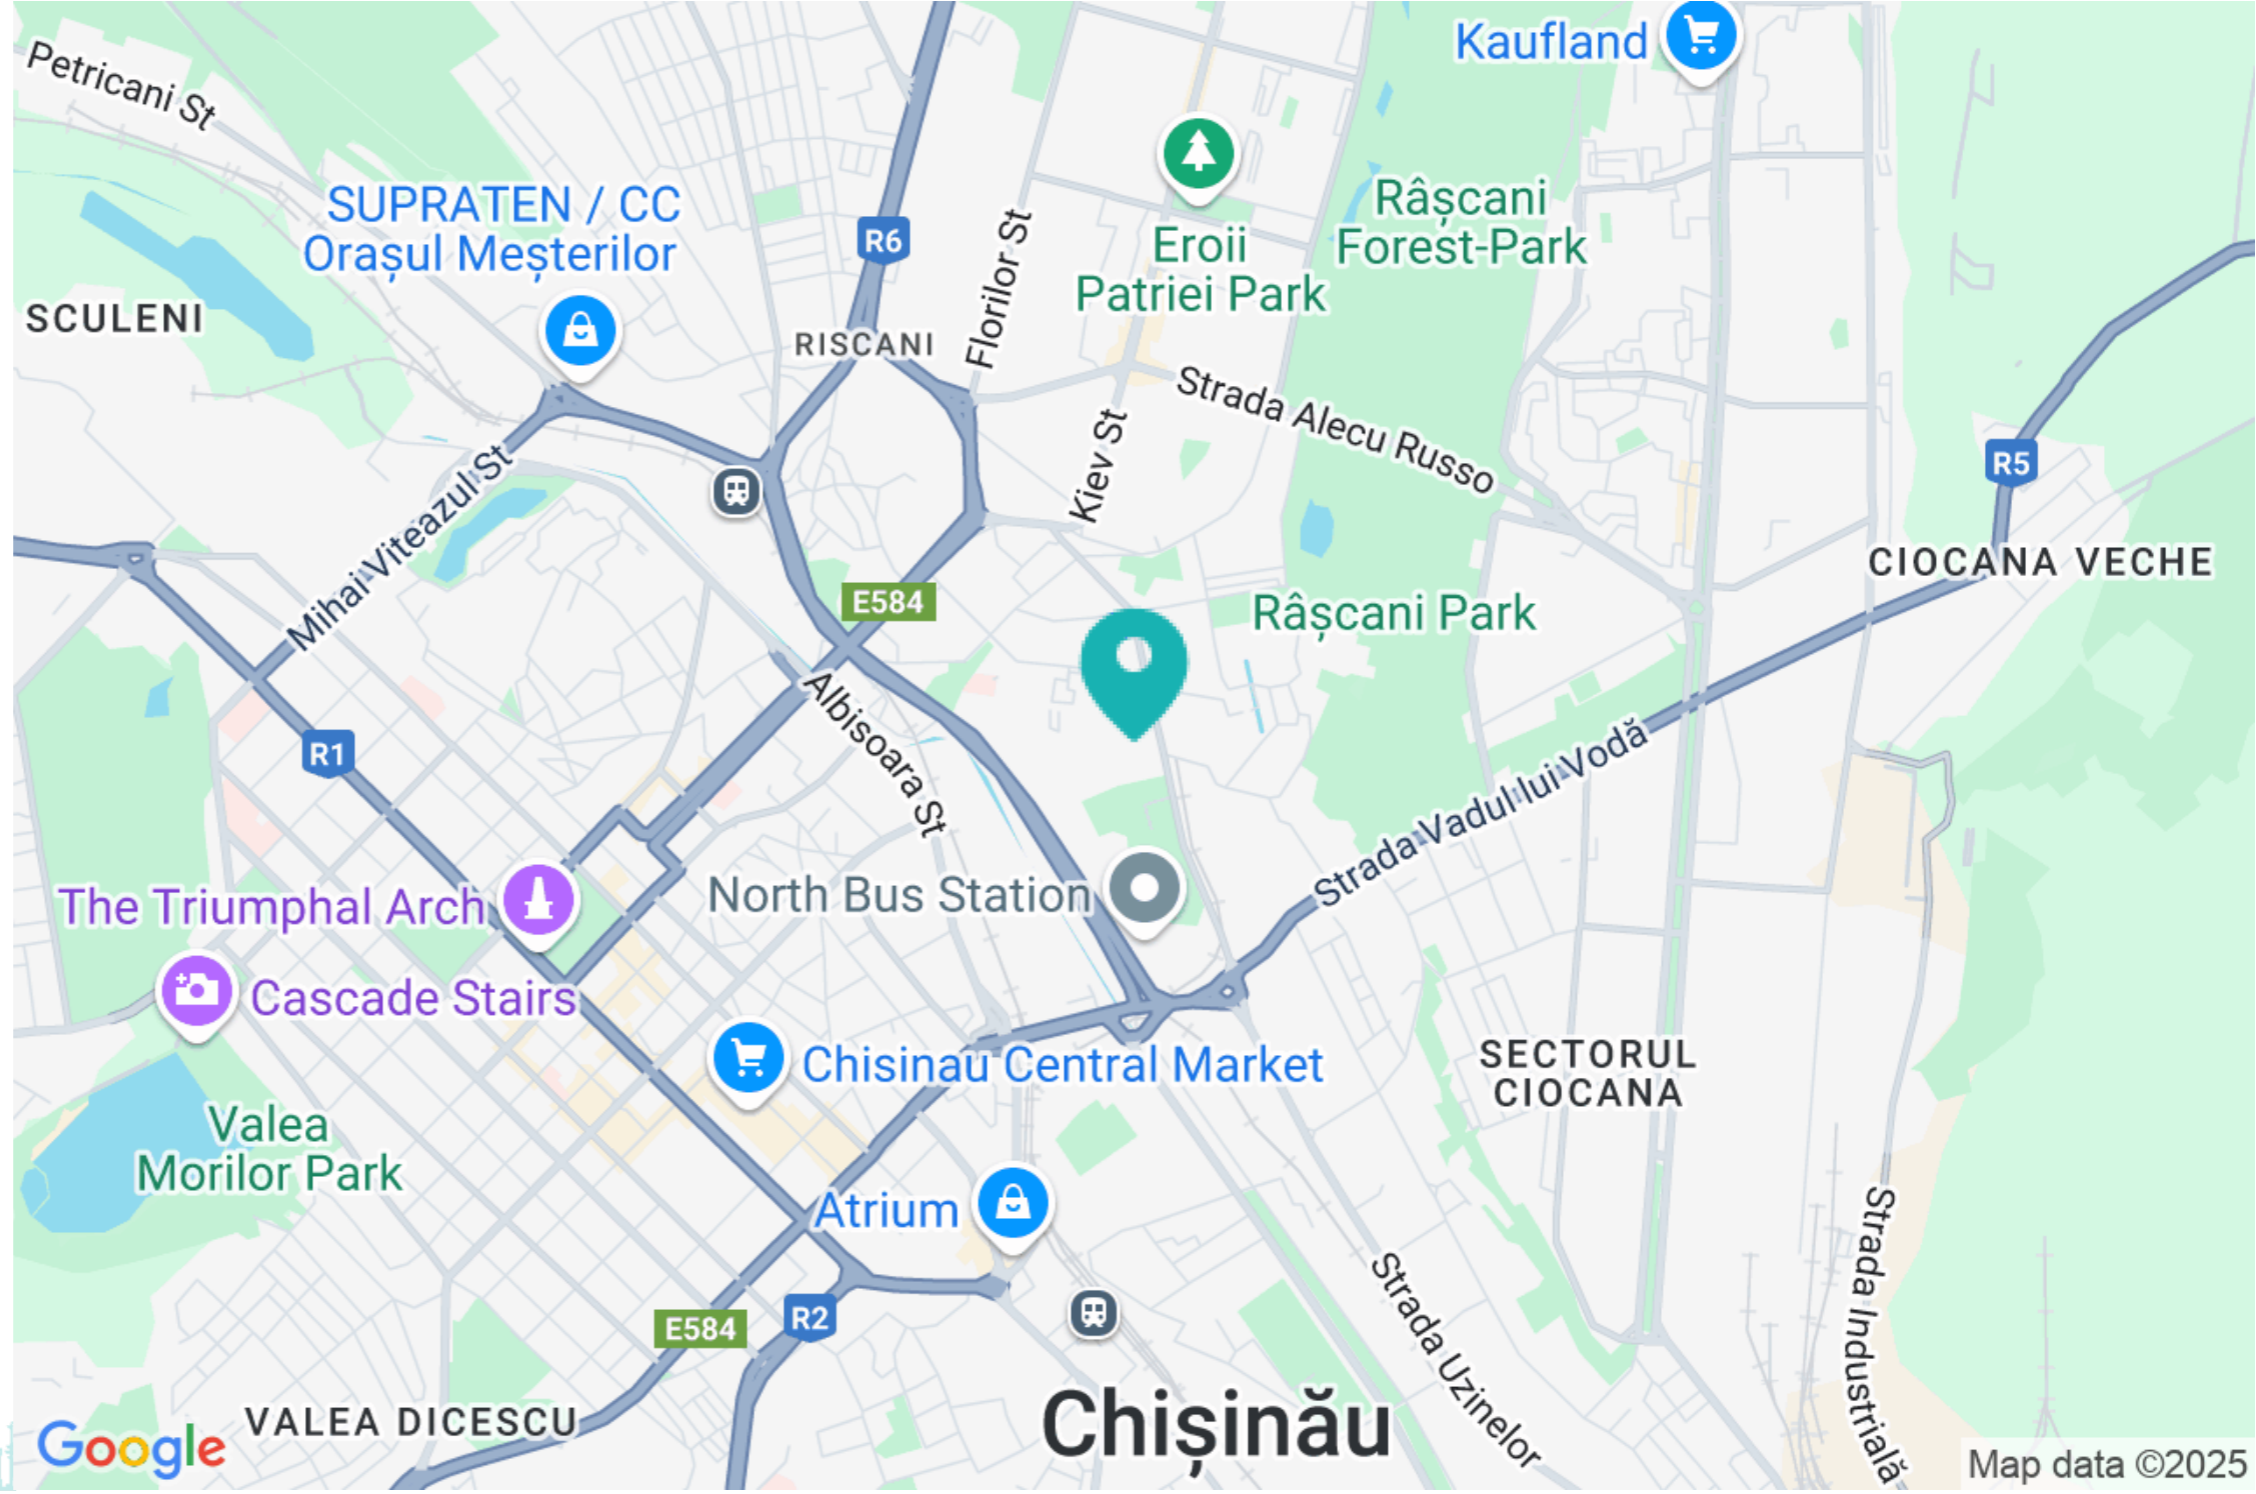 Kaufland
Petricani St
SUPRATEN / CC
Orașul Meșterilor
Râșcani
Forest-Park
R6
Florilor St
Eroii
Patriei Park
SCULENI
RISCANI
Strada Alecu Russo
Kiev St
R5
Mihai Viteazul St
CIOCANA VECHE
E584
Râșcani Park
Albisoara St
R1
Strada Vadul lui Vodă
The Triumphal Arch
North Bus Station
Cascade Stairs
Chisinau Central Market
SECTORUL
CIOCANA
Valea
Morilor Park
Atrium
Strada Industrială
Strada Uzinelor
E584
R2
Chișinău
VALEA DICESCU
Google
Map data ©2025